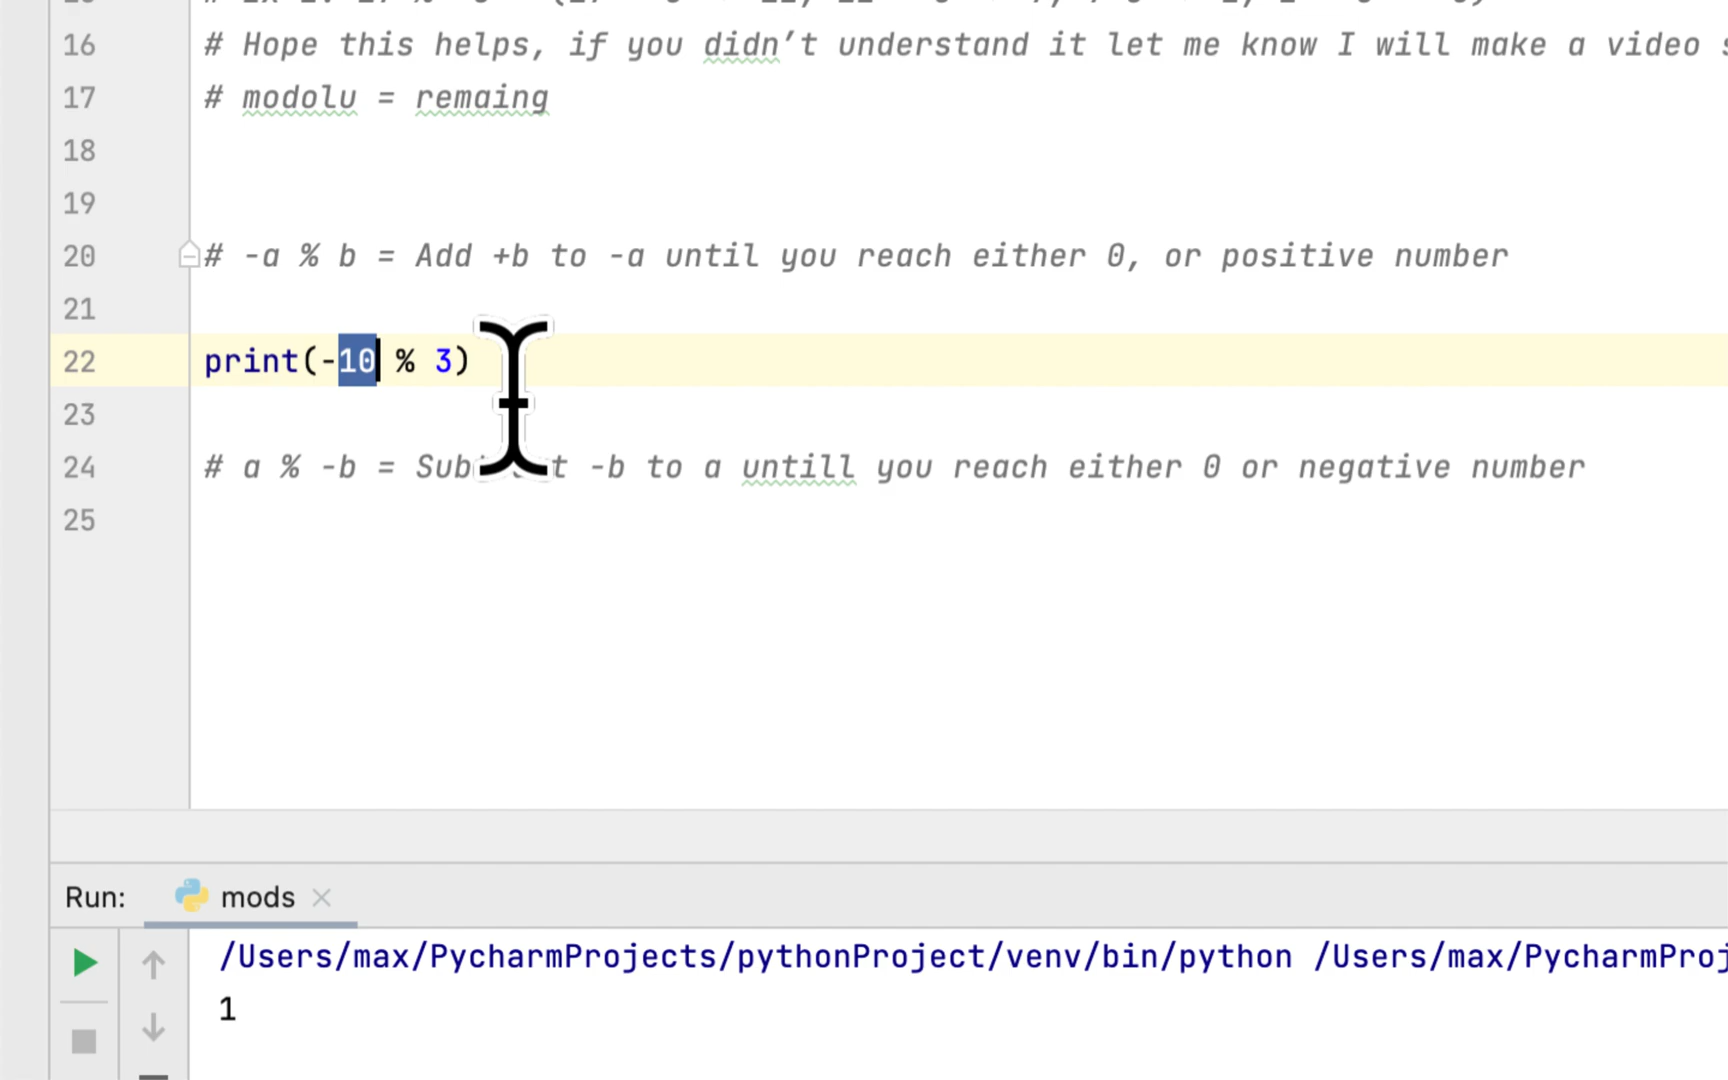 16 # Hope this helps, if you didn’t understand it let me know I will make a video
17 # modolu = remaing
18
19
20 # -a % b = Add +b to -a until you reach either 0, or positive number
21
22 print(-10 % 3)
23
24 # a % -b = Sub t -b to a untill you reach either 0 or negative number
25
Run: mods
/Users/max/PycharmProjects/pythonProject/venv/bin/python /Users/max/PycharmProj
1